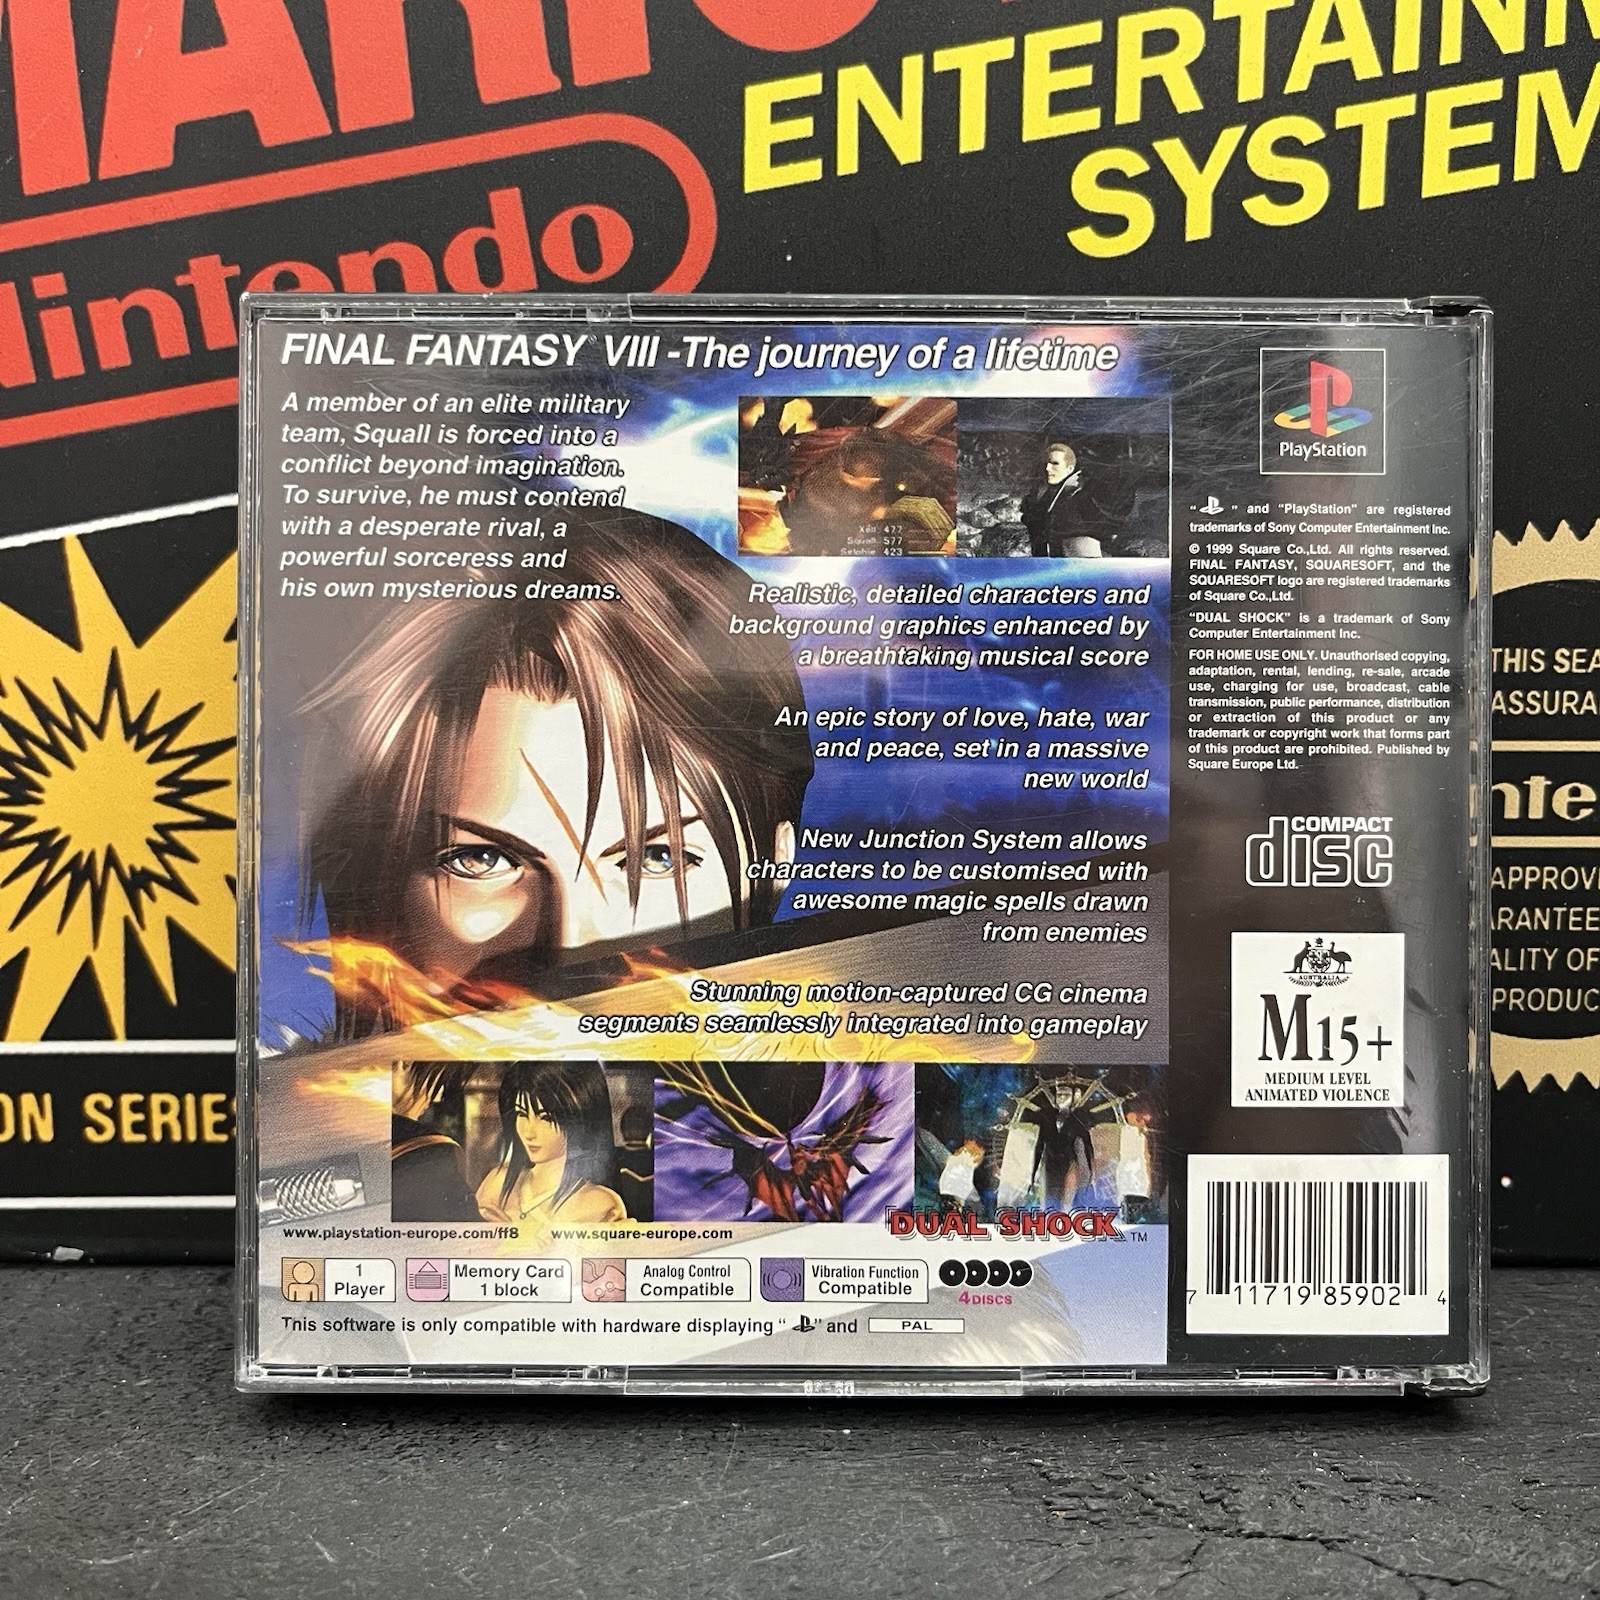 ENTERTAINM
SYSTEM
Nintendo
ON SERIES
FINAL FANTASY VIII -The journey of a lifetime
A member of an elite military
team, Squall is forced into a
conflict beyond imagination.
To survive, he must contend
with a desperate rival, a
powerful sorceress and
his own mysterious dreams.
Xell 477
Squall 577
Selphie 423
Realistic, detailed characters and
background graphics enhanced by
a breathtaking musical score
An epic story of love, hate, war
and peace, set in a massive
new world
New Junction System allows
characters to be customised with
awesome magic spells drawn
from enemies
Stunning motion-captured CG cinema
segments seamlessly integrated into gameplay
www.playstation-europe.com/ff8 www.square-europe.com
DUAL SHOCK TM
1
Player
Memory Card
1 block
Analog Control
Compatible
Vibration Function
Compatible
4 DISCS
This software is only compatible with hardware displaying " " and PAL
PlayStation
" " and "PlayStation" are registered
trademarks of Sony Computer Entertainment Inc.
© 1999 Square Co.,Ltd. All rights reserved.
FINAL FANTASY, SQUARESOFT, and the
SQUARESOFT logo are registered trademarks
of Square Co.,Ltd.
"DUAL SHOCK" is a trademark of Sony
Computer Entertainment Inc.
FOR HOME USE ONLY. Unauthorised copying,
adaptation, rental, lending, re-sale, arcade
use, charging for use, broadcast, cable
transmission, public performance, distribution
or extraction of this product or any
trademark or copyright work that forms part
of this product are prohibited. Published by
Square Europe Ltd.
COMPACT
disc
AUSTRALIA
M15+
MEDIUM LEVEL
ANIMATED VIOLENCE
7 11719 85902 4
THIS SEA
ASSURA
nte
APPROV
ARANTEE
ALITY OF
PRODUC